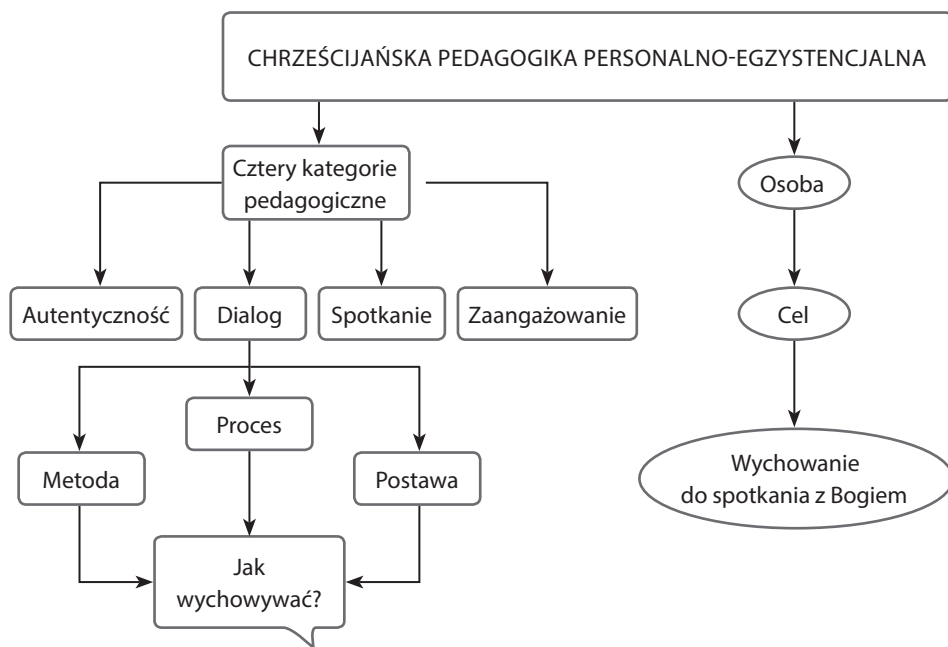 CHRZEŚCIJAŃSKA PEDAGOGIKA PERSONALNO-EGZYSTENCJALNA
Cztery kategorie
pedagogiczne
Osoba
Autentyczność
Dialog
Spotkanie
Zaangażowanie
Cel
Proces
Metoda
Postawa
Wychowanie
do spotkania z Bogiem
Jak
wychowywać?